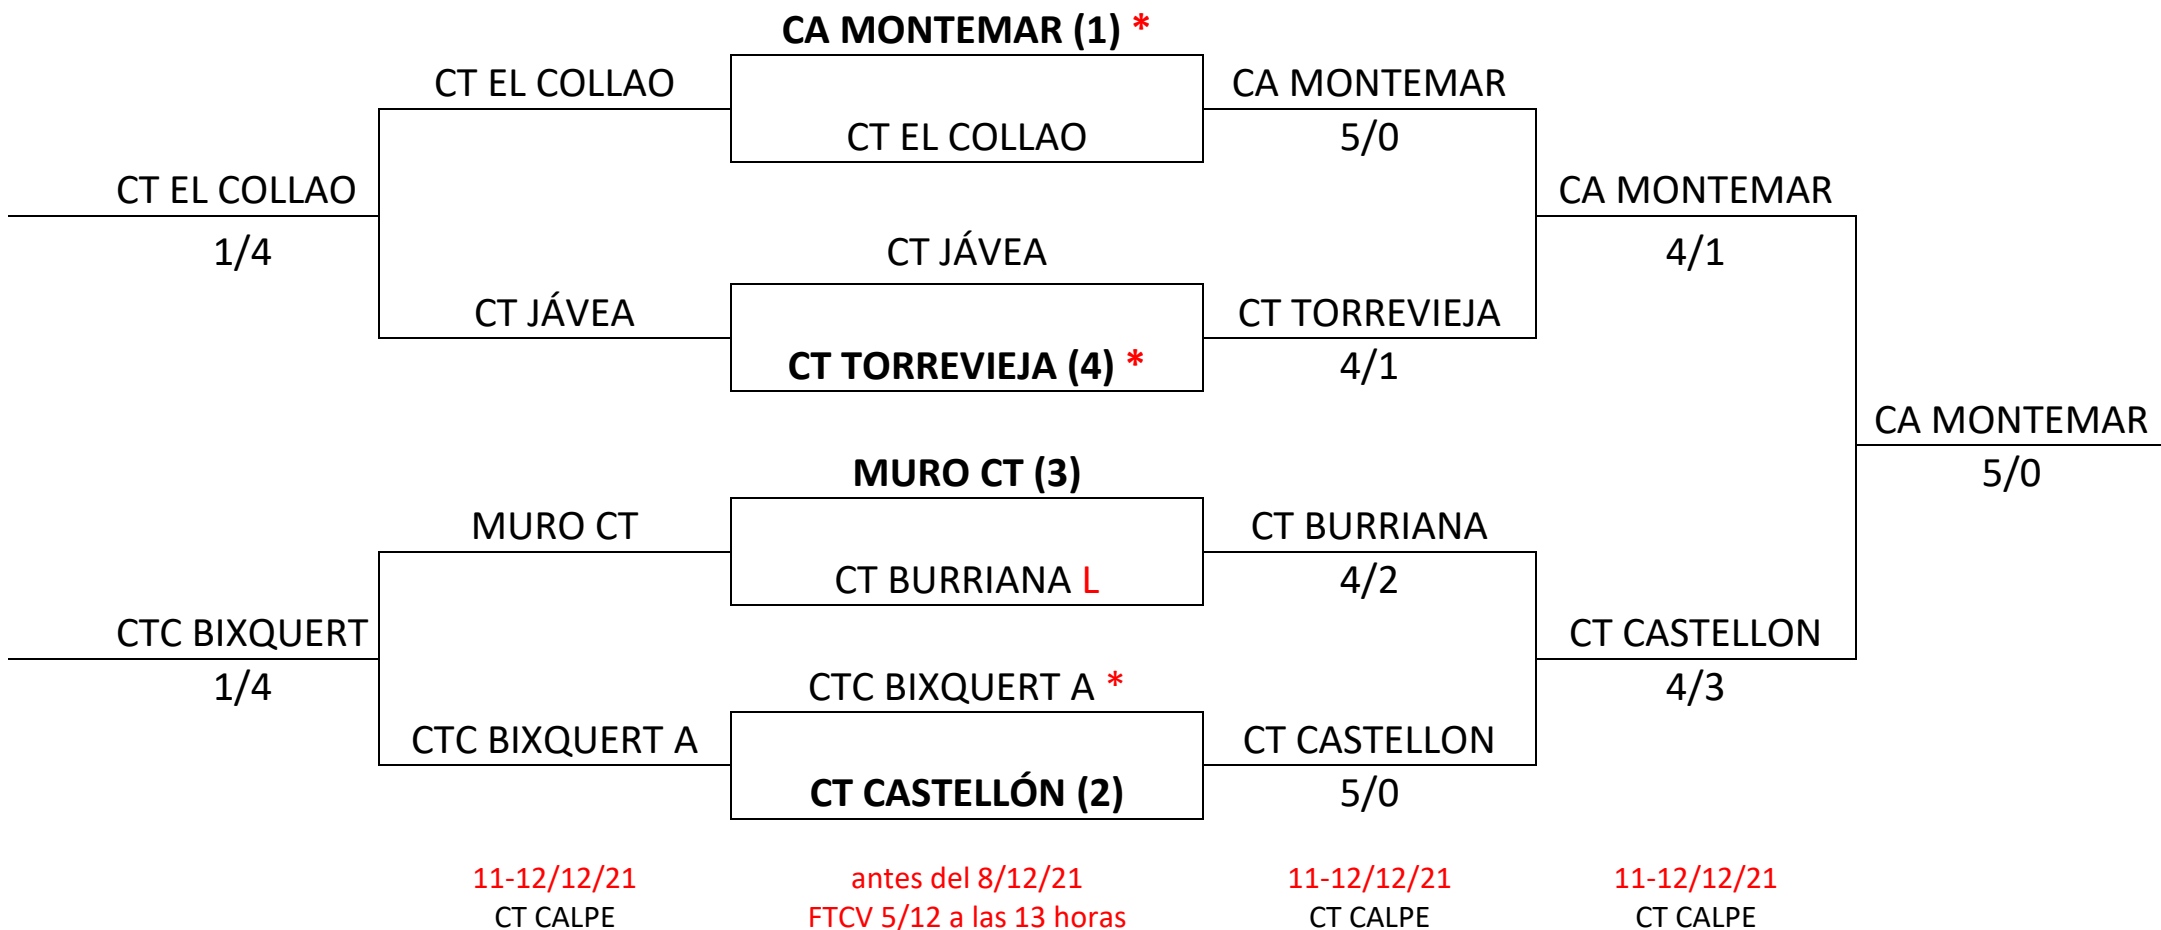 CA MONTEMAR (1) *
CT EL COLLAO
CA MONTEMAR
CT EL COLLAO
5/0
CT EL COLLAO
CA MONTEMAR
1/4
CT JÁVEA
4/1
CT JÁVEA
CT TORREVIEJA
CT TORREVIEJA (4) *
4/1
CA MONTEMAR
MURO CT (3)
5/0
MURO CT
CT BURRIANA
CT BURRIANA L
4/2
CTC BIXQUERT
CT CASTELLON
1/4
CTC BIXQUERT A *
4/3
CTC BIXQUERT A
CT CASTELLON
CT CASTELLÓN (2)
5/0
11-12/12/21
antes del 8/12/21
11-12/12/21
11-12/12/21
CT CALPE
FTCV 5/12 a las 13 horas
CT CALPE
CT CALPE